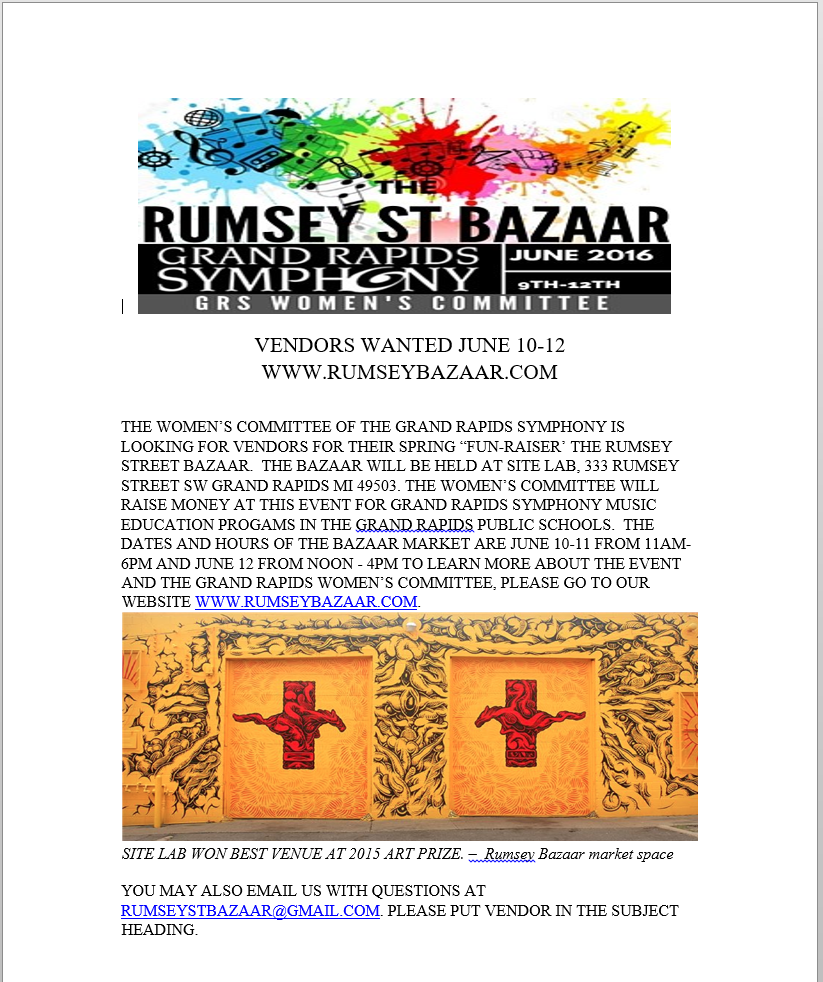 THE
RUMSEY ST BAZAAR
GRAND RAPIDS
SYMPHONY
JUNE 2016
9TH-12TH
GRS WOMEN'S COMMITTEE
VENDORS WANTED JUNE 10-12
WWW.RUMSEYBAZAAR.COM
THE WOMEN’S COMMITTEE OF THE GRAND RAPIDS SYMPHONY IS
LOOKING FOR VENDORS FOR THEIR SPRING “FUN-RAISER’ THE RUMSEY
STREET BAZAAR.  THE BAZAAR WILL BE HELD AT SITE LAB, 333 RUMSEY
STREET SW GRAND RAPIDS MI 49503. THE WOMEN’S COMMITTEE WILL
RAISE MONEY AT THIS EVENT FOR GRAND RAPIDS SYMPHONY MUSIC
EDUCATION PROGAMS IN THE GRAND RAPIDS PUBLIC SCHOOLS.  THE
DATES AND HOURS OF THE BAZAAR MARKET ARE JUNE 10-11 FROM 11AM-
6PM AND JUNE 12 FROM NOON - 4PM TO LEARN MORE ABOUT THE EVENT
AND THE GRAND RAPIDS WOMEN’S COMMITTEE, PLEASE GO TO OUR
WEBSITE WWW.RUMSEYBAZAAR.COM.
SITE LAB WON BEST VENUE AT 2015 ART PRIZE. –  Rumsey Bazaar market space
YOU MAY ALSO EMAIL US WITH QUESTIONS AT
RUMSEYSTBAZAAR@GMAIL.COM. PLEASE PUT VENDOR IN THE SUBJECT
HEADING.